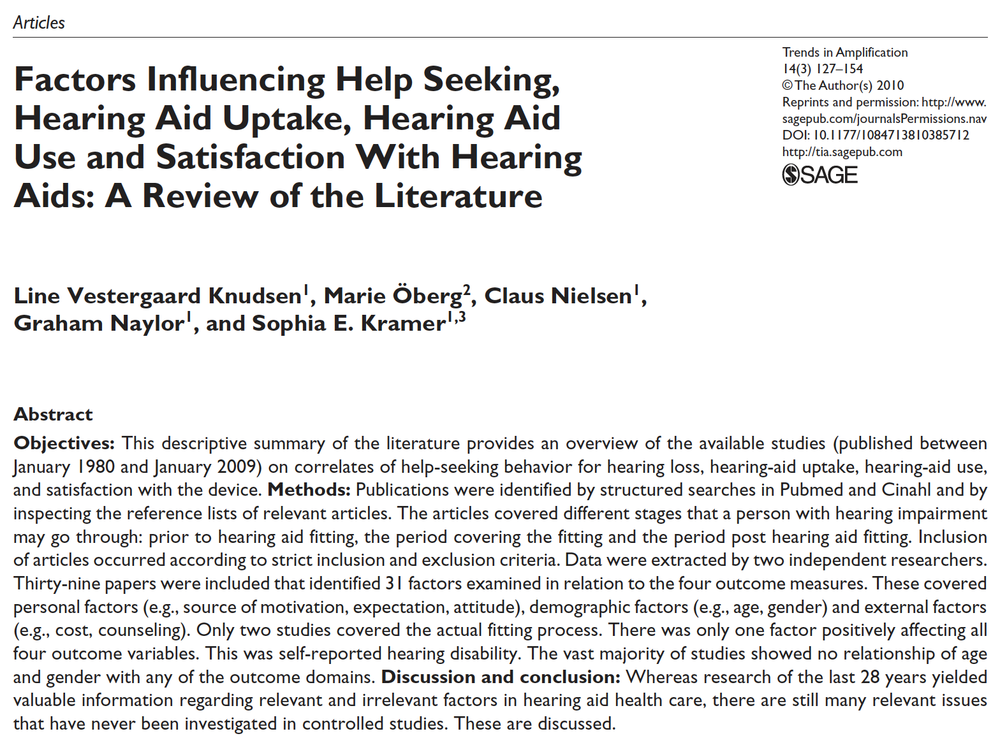 Articles
Factors Influencing Help Seeking,
Hearing Aid Uptake, Hearing Aid
Use and Satisfaction With Hearing
Aids: A Review of the Literature
Trends in Amplification
14(3) 127–154
© The Author(s) 2010
Reprints and permission: http://www.
sagepub.com/journalsPermissions.nav
DOI: 10.1177/1084713810385712
http://tia.sagepub.com
SAGE
Line Vestergaard Knudsen¹, Marie Öberg², Claus Nielsen¹,
Graham Naylor¹, and Sophia E. Kramer¹,³
Abstract
Objectives: This descriptive summary of the literature provides an overview of the available studies (published between
January 1980 and January 2009) on correlates of help-seeking behavior for hearing loss, hearing-aid uptake, hearing-aid use,
and satisfaction with the device. Methods: Publications were identified by structured searches in Pubmed and Cinahl and by
inspecting the reference lists of relevant articles. The articles covered different stages that a person with hearing impairment
may go through: prior to hearing aid fitting, the period covering the fitting and the period post hearing aid fitting. Inclusion
of articles occurred according to strict inclusion and exclusion criteria. Data were extracted by two independent researchers.
Thirty-nine papers were included that identified 31 factors examined in relation to the four outcome measures. These covered
personal factors (e.g., source of motivation, expectation, attitude), demographic factors (e.g., age, gender) and external factors
(e.g., cost, counseling). Only two studies covered the actual fitting process. There was only one factor positively affecting all
four outcome variables. This was self-reported hearing disability. The vast majority of studies showed no relationship of age
and gender with any of the outcome domains. Discussion and conclusion: Whereas research of the last 28 years yielded
valuable information regarding relevant and irrelevant factors in hearing aid health care, there are still many relevant issues
that have never been investigated in controlled studies. These are discussed.